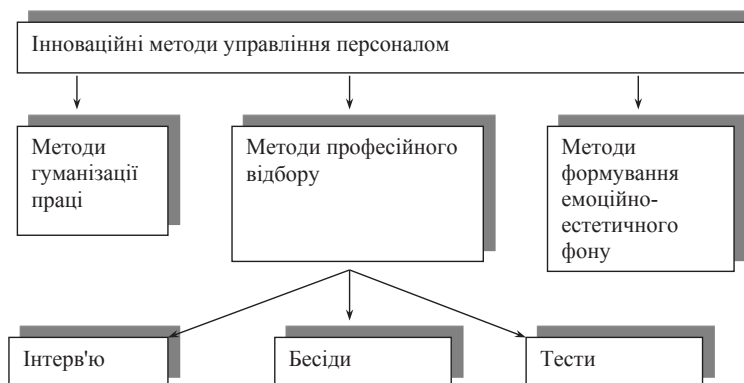 Інноваційні методи управління персоналом
Методи
гуманізації
праці
Методи професійного
відбору
Методи
формування
емоційно-
естетичного
фону
Інтерв'ю
Бесіди
Тести